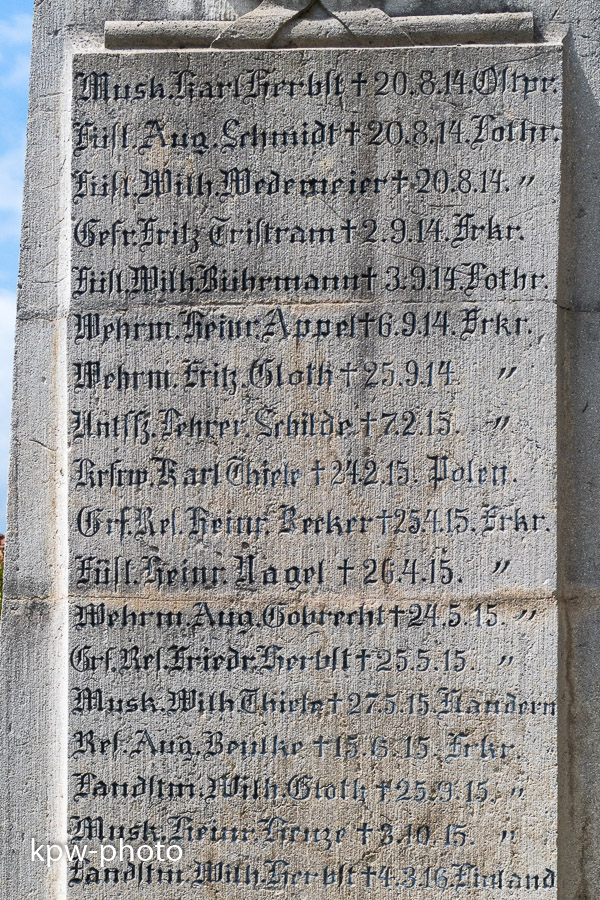 Musk. Karl Herbst † 20.8.14. Ostpr.
Füsl. Aug. Schmidt † 20.8.14. Lothr.
Füsl. Wilh. Wedemeier † 20.8.14. "
Gefr. Fritz Tristram † 2.9.14. Frkr.
Füsl. Wilh. Bührmann † 3.9.14. Lothr.
Wehrm. Heinr. Appel † 6.9.14. Frkr.
Wehrm. Fritz. Gloth † 25.9.14. "
Untffz. Lehrer. Schilde † 7.2.15. "
Karl Thiele † 24.2.15. Polen.
Grf. Res. Heinr. Becker † 25.4.15. Frkr.
Füsl. Heinr. Nagel † 26.4.15. "
Wehrm. Aug. Gobrecht † 24.5.15. "
Grf. Res. Friedr. Herbst † 25.5.15. "
Musk. Wilh. Thiele † 27.5.15. Flandern
Res. Aug. Beulke † 15.6.15. Frkr.
Landstm. Wilh. Gloth † 25.9.15. "
Musk. Heinr. Henze † 3.10.15. "
Landstm. Wilh. Herbst † 4.3.16. Finland
kpw-photo